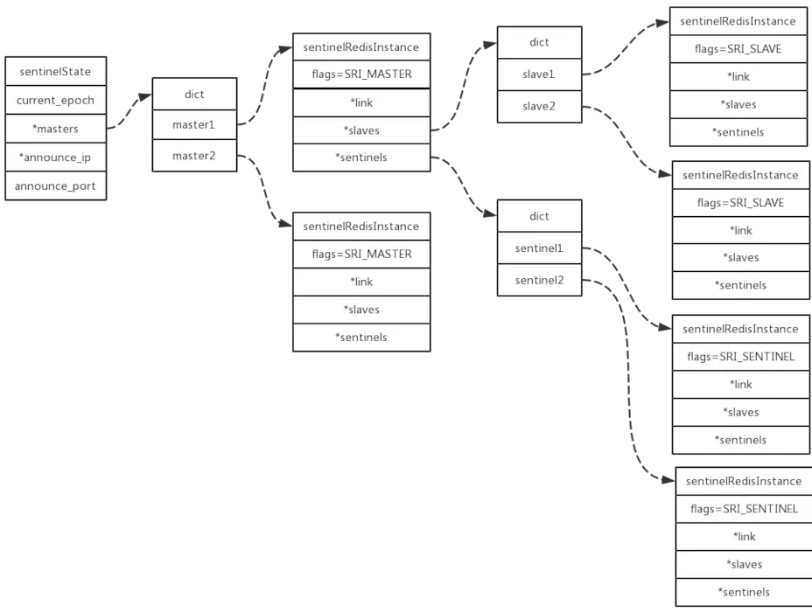 sentinelState
current_epoch
*masters
*announce_ip
announce_port
dict
master1
master2
sentinelRedisInstance
flags=SRI_MASTER
*link
*slaves
*sentinels
sentinelRedisInstance
flags=SRI_MASTER
*link
*slaves
*sentinels
dict
slave1
slave2
dict
sentinel1
sentinel2
sentinelRedisInstance
flags=SRI_SLAVE
*link
*slaves
*sentinels
sentinelRedisInstance
flags=SRI_SLAVE
*link
*slaves
*sentinels
sentinelRedisInstance
flags=SRI_SENTINEL
*link
*slaves
*sentinels
sentinelRedisInstance
flags=SRI_SENTINEL
*link
*slaves
*sentinels